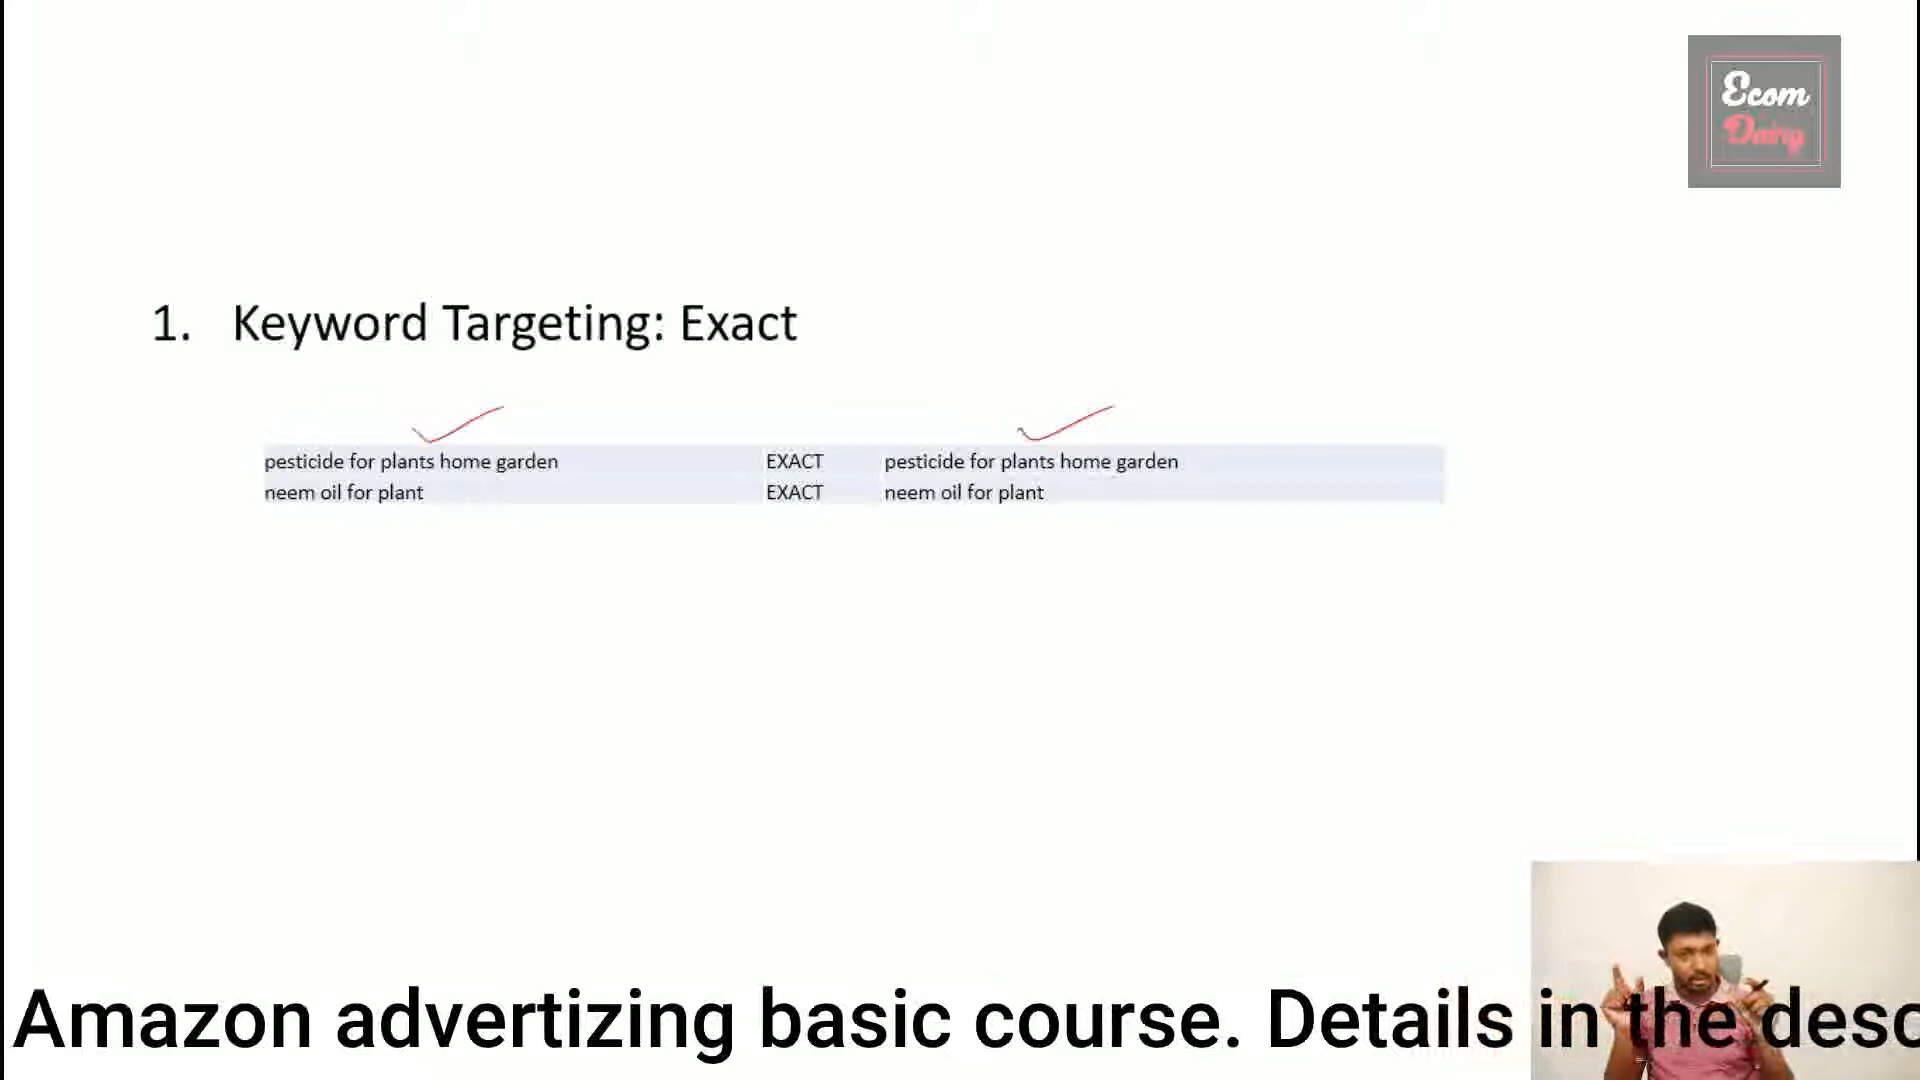 Ecom
1. Keyword Targeting: Exact
pesticide for plants home garden EXACT pesticide for plants home garden
neem oil for plant EXACT neem oil for plant
Amazon advertizing basic course. Details in the desc